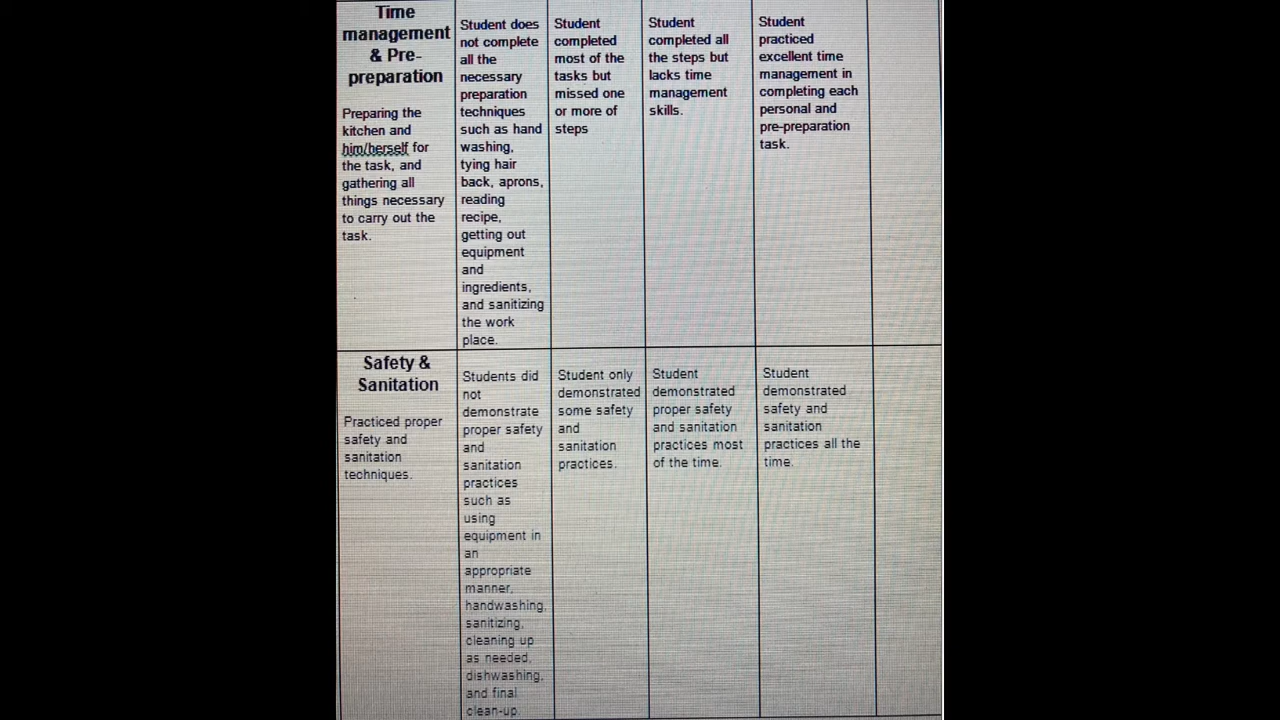 Time
management
& Pre-
preparation
Preparing the
kitchen and
him/herself for
the task, and
gathering all
things necessary
to carry out the
task.
Student does
not complete
all the
necessary
preparation
techniques
such as hand
washing,
tying hair
back, aprons,
reading
recipe,
getting out
equipment
and
ingredients,
and sanitizing
the work
place.
Student
completed
most of the
tasks but
missed one
or more of
steps
Student
completed all
the steps but
lacks time
management
skills.
Student
practiced
excellent time
management in
completing each
personal and
pre-preparation
task.
Safety &
Sanitation
Practiced proper
safety and
sanitation
techniques.
Students did
not
demonstrate
proper safety
and
sanitation
practices
such as
using
equipment in
an
appropriate
manner,
handwashing,
sanitizing,
cleaning up
as needed,
dishwashing,
and final
clean-up.
Student only
demonstrated
some safety
and
sanitation
practices.
Student
demonstrated
proper safety
and sanitation
practices most
of the time.
Student
demonstrated
safety and
sanitation
practices all the
time.